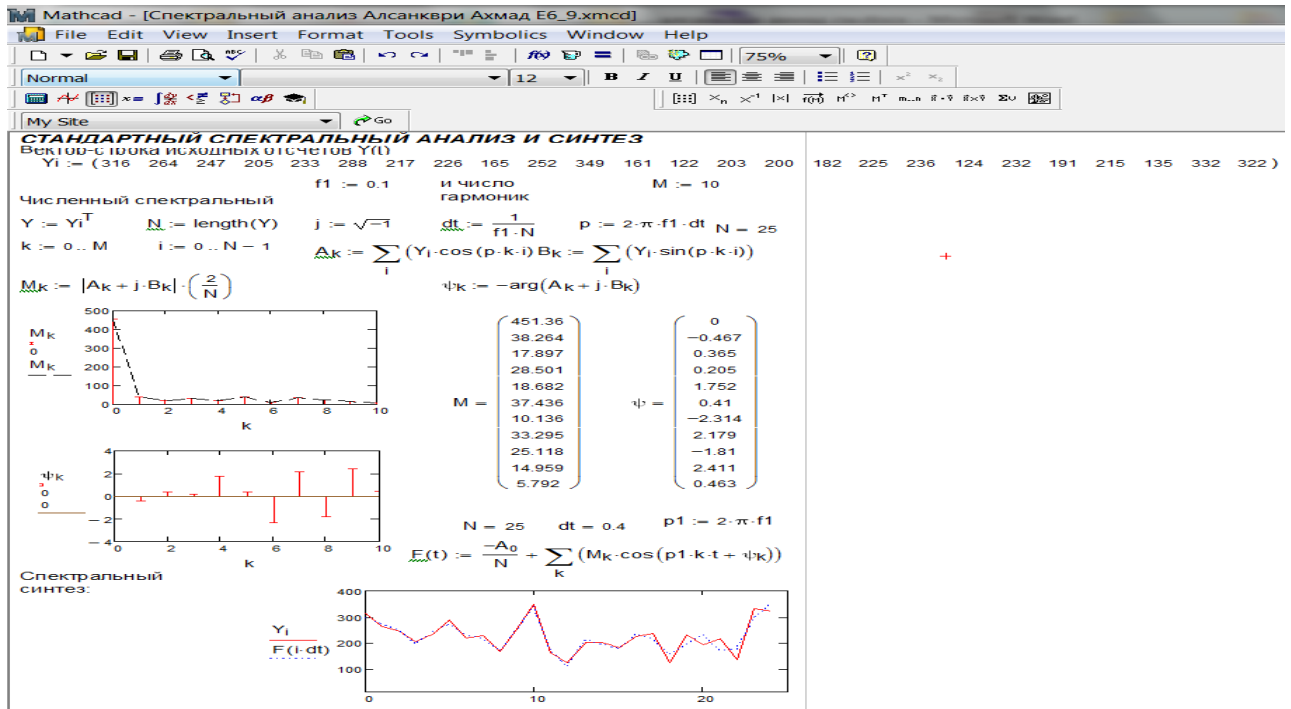 Mathcad - [Спектральный анализ Алсанкври Ахмад Е6_9.xmcd]
File Edit View Insert Format Tools Symbolics Window Help
75%
Normal 12 B I U
My Site Go
СТАНДАРТНЫЙ СПЕКТРАЛЬНЫЙ АНАЛИЗ И СИНТЕЗ
Вектор-строка исходных отсчетов Y(t)
Yi := (316 264 247 205 233 288 217 226 165 252 349 161 122 203 200 182 225 236 124 232 191 215 135 332 322)
f1 := 0.1 и число гармоник M := 10
Численный спектральный
Y := Yi^T N := length(Y) j := √−1 dt := 1/(f1·N) p := 2·π·f1·dt N = 25
k := 0.. M i := 0.. N − 1 A_k := ∑_i (Y_i·cos(p·k·i) B_k := ∑_i (Y_i·sin(p·k·i))
M_k := |A_k + j·B_k|·(2/N) ψ_k := −arg(A_k + j·B_k)
M_k
0
M_k
500
400
300
200
100
0
0 2 4 6 8 10
k
M =
451.36
38.264
17.897
28.501
18.682
37.436
10.136
33.295
25.118
14.959
5.792
ψ =
0
−0.467
0.365
0.205
1.752
0.41
−2.314
2.179
−1.81
2.411
0.463
ψ_k
0
0
4
2
0
−2
−4
0 2 4 6 8 10
k
N = 25 dt = 0.4 p1 := 2·π·f1
F(t) := −A_0/N + ∑_k (M_k·cos(p1·k·t + ψ_k))
Спектральный
синтез:
Y_i
F(i·dt)
400
300
200
100
0 10 20